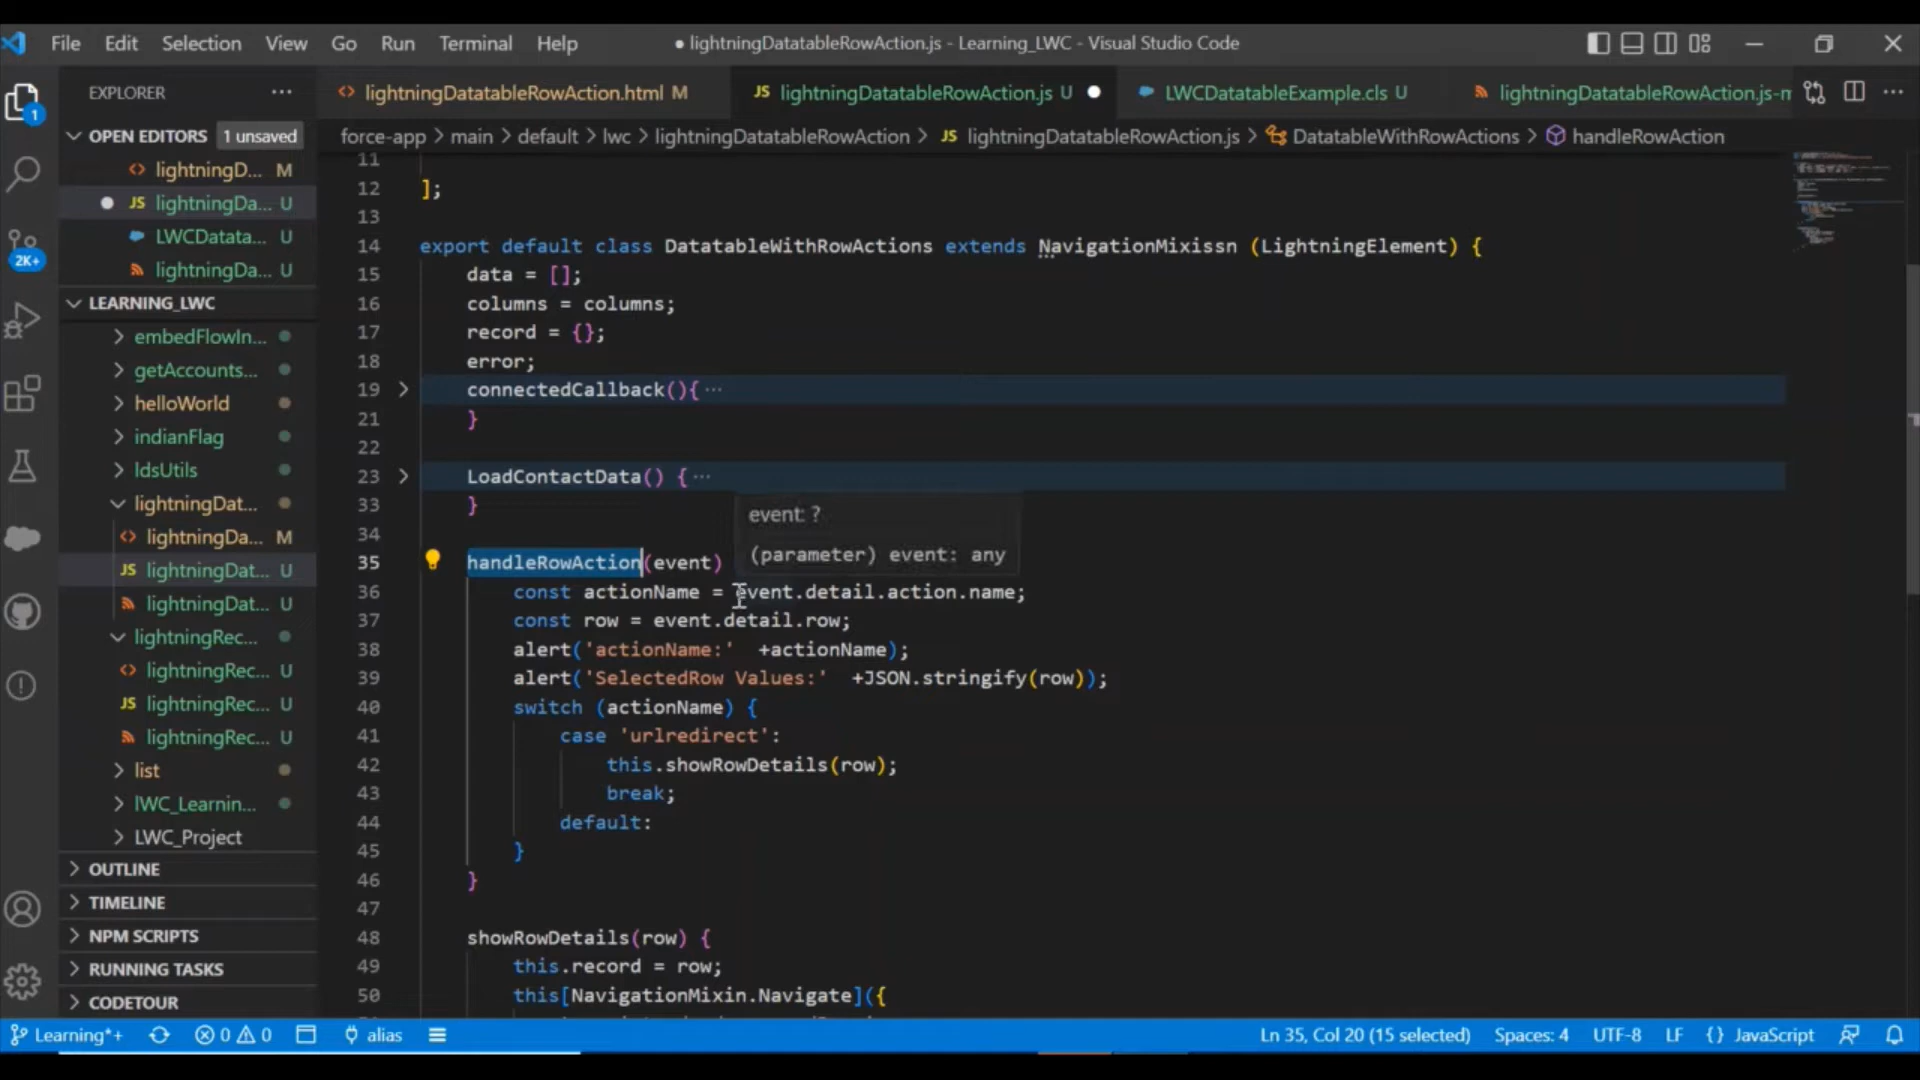 File Edit Selection View Go Run Terminal Help
● lightningDatatableRowAction.js - Learning_LWC - Visual Studio Code
EXPLORER ...
lightningDatatableRowAction.html M
JS lightningDatatableRowAction.js U ●
LWCDatatableExample.cls U
lightningDatatableRowAction.js-m
force-app > main > default > lwc > lightningDatatableRowAction > JS lightningDatatableRowAction.js > DatatableWithRowActions > handleRowAction
1
2K+
OPEN EDITORS 1 unsaved
lightningD... M
● JS lightningDa... U
LWCDatata... U
lightningDa... U
LEARNING_LWC
embedFlowIn...
getAccounts...
helloWorld
indianFlag
ldsUtils
lightningDat...
lightningDa... M
JS lightningDat... U
lightningDat... U
lightningRec...
lightningRec... U
JS lightningRec... U
lightningRec... U
list
lWC_Learnin...
LWC_Project
OUTLINE
TIMELINE
NPM SCRIPTS
RUNNING TASKS
CODETOUR
11
12 ];
13
14 export default class DatatableWithRowActions extends NavigationMixissn (LightningElement) {
15 data = [];
16 columns = columns;
17 record = {};
18 error;
19 connectedCallback(){ ...
21 }
22
23 LoadContactData() { ...
33 }
34
event: ?
(parameter) event: any
35 handleRowAction(event)
36 const actionName = event.detail.action.name;
37 const row = event.detail.row;
38 alert('actionName:' +actionName);
39 alert('SelectedRow Values:' +JSON.stringify(row));
40 switch (actionName) {
41 case 'urlredirect':
42 this.showRowDetails(row);
43 break;
44 default:
45 }
46 }
47
48 showRowDetails(row) {
49 this.record = row;
50 this[NavigationMixin.Navigate]({
Learning*+ 0 0 alias Ln 35, Col 20 (15 selected) Spaces: 4 UTF-8 LF {} JavaScript